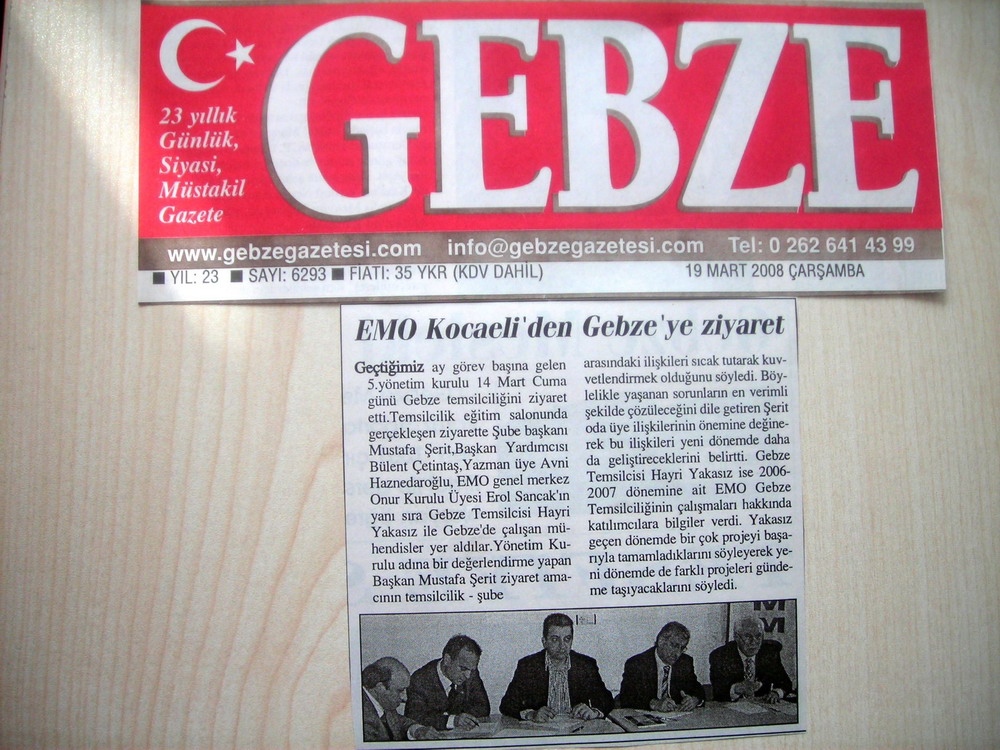 GEBZE
23 yıllık
Günlük,
Siyasi,
Müstakil
Gazete
www.gebzegazetesi.com info@gebzegazetesi.com Tel: 0 262 641 43 99
■ YIL: 23 ■ SAYI: 6293 ■ FIATI: 35 YKR (KDV DAHİL) 19 MART 2008 ÇARŞAMBA
EMO Kocaeli'den Gebze'ye ziyaret
Geçtiğimiz ay görev başına gelen
5.yönetim kurulu 14 Mart Cuma
günü Gebze temsilciliğini ziyaret
etti.Temsilcilik eğitim salonunda
gerçekleşen ziyarette Şube başkanı
Mustafa Şerit,Başkan Yardımcısı
Bülent Çetintaş,Yazman üye Avni
Haznedaroğlu, EMO genel merkez
Onur Kurulu Üyesi Erol Sancak'ın
yanı sıra Gebze Temsilcisi Hayri
Yakasız ile Gebze'de çalışan mü-
hendisler yer aldılar.Yönetim Ku-
rulu adına bir değerlendirme yapan
Başkan Mustafa Şerit ziyaret ama-
cının temsilcilik - şube
arasındaki ilişkileri sıcak tutarak kuv-
vetlendirmek olduğunu söyledi. Böy-
lelikle yaşanan sorunların en verimli
şekilde çözüleceğini dile getiren Şerit
oda üye ilişkilerinin önemine değine-
rek bu ilişkileri yeni dönemde daha
da geliştireceklerini belirtti. Gebze
Temsilcisi Hayri Yakasız ise 2006-
2007 dönemine ait EMO Gebze
Temsilciliğinin çalışmaları hakkında
katılımcılara bilgiler verdi. Yakasız
geçen dönemde bir çok projeyi başa-
rıyla tamamladıklarını söyleyerek ye-
ni dönemde de farklı projeleri günde-
me taşıyacaklarını söyledi.